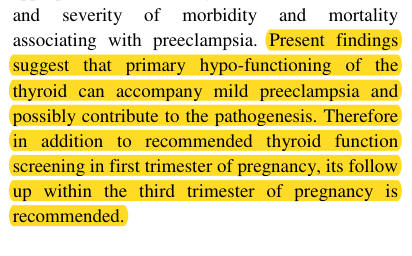 and severity of morbidity and mortality
associating with preeclampsia. Present findings
suggest that primary hypo-functioning of the
thyroid can accompany mild preeclampsia and
possibly contribute to the pathogenesis. Therefore
in addition to recommended thyroid function
screening in first trimester of pregnancy, its follow
up within the third trimester of pregnancy is
recommended.